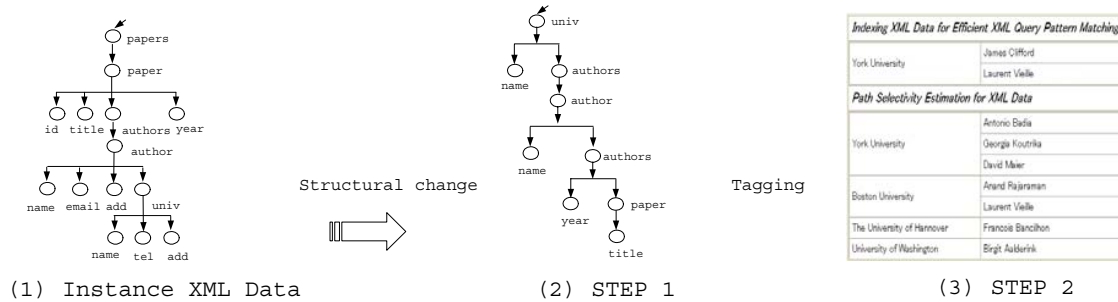 papers
paper
id title authors year
author
name email add univ
name tel add
(1) Instance XML Data
Structural change
univ
name authors
author
name authors
year paper
title
(2) STEP 1
Tagging
Indexing XML Data for Efficient XML Query Pattern Matching
York University
James Clifford
Laurent Vieille
Path Selectivity Estimation for XML Data
York University
Antonio Badia
Georgia Koutrika
David Maier
Boston University
Anand Rajaraman
Laurent Vieille
The University of Hannover
Francois Bancilhon
University of Washington
Birgit Aalderink
(3) STEP 2